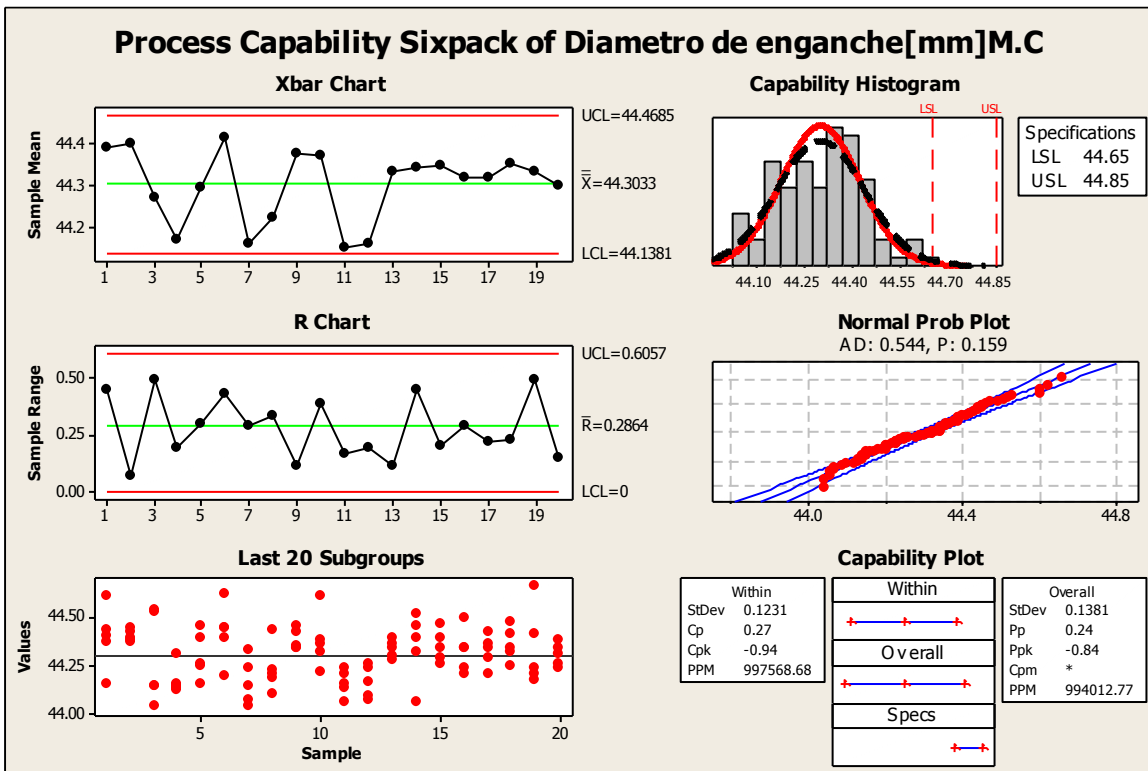 Process Capability Sixpack of Diametro de enganche[mm]M.C
Xbar Chart
Sample Mean
44.4
44.3
44.2
1 3 5 7 9 11 13 15 17 19
UCL=44.4685
X=44.3033
LCL=44.1381
Capability Histogram
LSL USL
44.10 44.25 44.40 44.55 44.70 44.85
Specifications
LSL 44.65
USL 44.85
R Chart
Sample Range
0.50
0.25
0.00
1 3 5 7 9 11 13 15 17 19
UCL=0.6057
R=0.2864
LCL=0
Normal Prob Plot
AD: 0.544, P: 0.159
44.0 44.4 44.8
Last 20 Subgroups
Values
44.50
44.25
44.00
5 10 15 20
Sample
Capability Plot
Within
StDev 0.1231
Cp 0.27
Cpk -0.94
PPM 997568.68
Within
Overall
Specs
Overall
StDev 0.1381
Pp 0.24
Ppk -0.84
Cpm *
PPM 994012.77